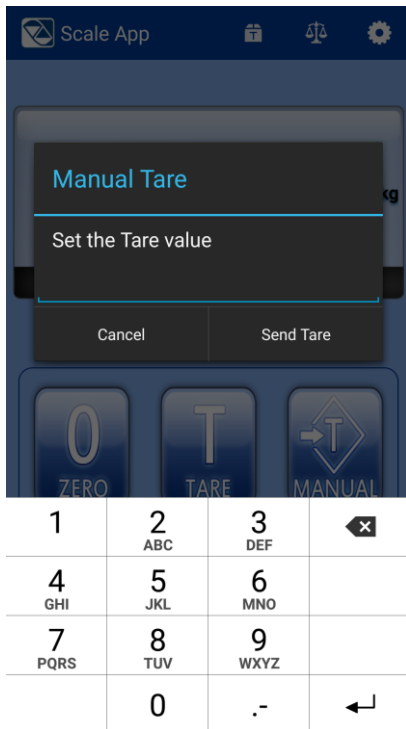 Scale App
T
kg
Manual Tare
Set the Tare value
Cancel
Send Tare
0
T
T
ZERO
TARE
MANUAL
1
2
3
ABC
DEF
4
5
6
GHI
JKL
MNO
7
8
9
PQRS
TUV
WXYZ
0
.-